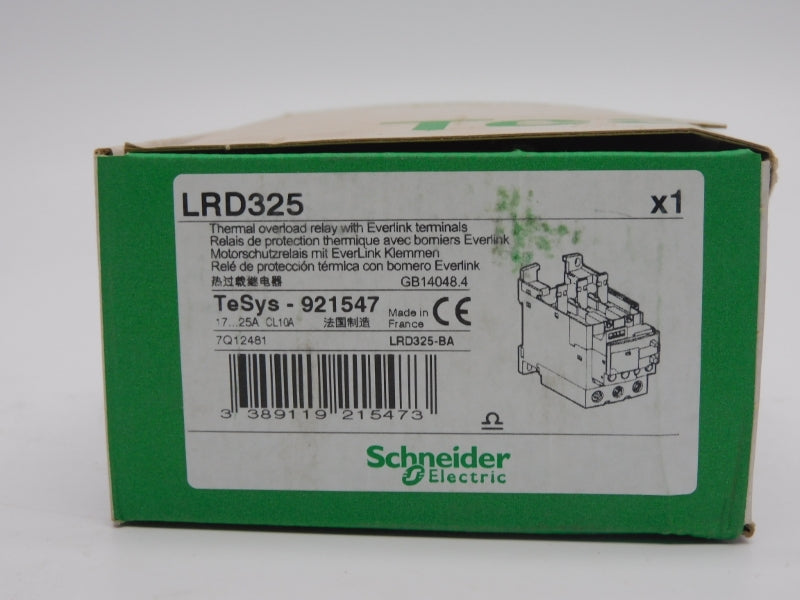 Te
LRD325 x1
Thermal overload relay with Everlink terminals
Relais de protection thermique avec borniers Everlink
Motorschutzrelais mit EverLink Klemmen
Relé de protección térmica con bornero Everlink
热过载继电器 GB14048.4
TeSys - 921547 Made in France CE
17...25A CL10A 法国制造
7Q12481 LRD325-BA
3 389119 215473
Schneider
Electric